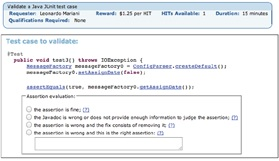 Validate a Java JUnit test case
Requester: Leonardo Mariani Reward: $1.25 per HIT HITs Available: 1 Duration: 15 minutes
Qualifications Required: None
Test case to validate:
@Test
public void test3() throws IOException {
MessageFactory messageFactory0 = ConfigParser.createDefault();
messageFactory0.setAssignDate(false);
assertEquals(true, messageFactory0.getAssignDate());
Assertion evaluation:
the assertion is fine; [?]
the Javadoc is wrong or does not provide enough information to judge the assertion; [?]
the assertion is wrong and the fix consists of removing it; [?]
the assertion is wrong and this is the right assertion: [?]